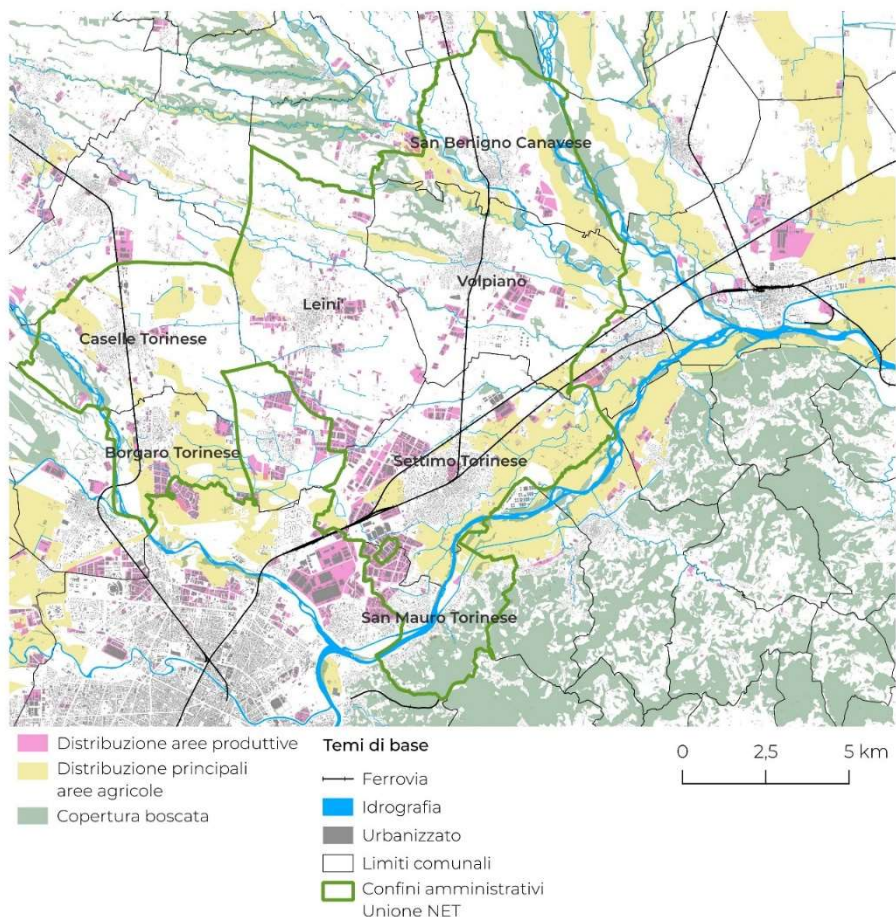 San Benigno Canavese
Volpiano
Leini'
Caselle Torinese
Borgaro Torinese
Settimo Torinese
San Mauro Torinese
Distribuzione aree produttive
Distribuzione principali
aree agricole
Copertura boscata
Temi di base
Ferrovia
Idrografia
Urbanizzato
Limiti comunali
Confini amministrativi
Unione NET
0 2,5 5 km